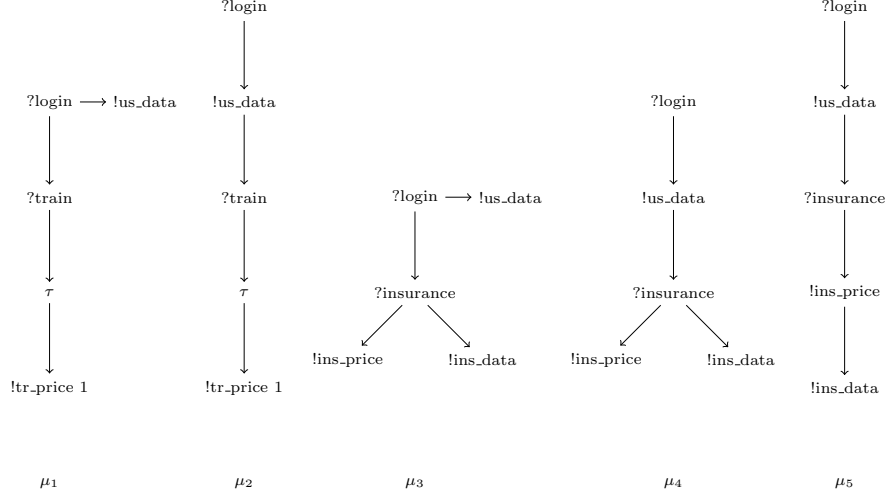 ?login
?login
?login
!us_data
!us_data
?login
!us_data
?train
?train
?login
!us_data
!us_data
?insurance
τ
τ
?insurance
?insurance
!ins_price
!ins_price
!ins_data
!ins_price
!ins_data
!tr_price 1
!tr_price 1
!ins_data
μ1
μ2
μ3
μ4
μ5